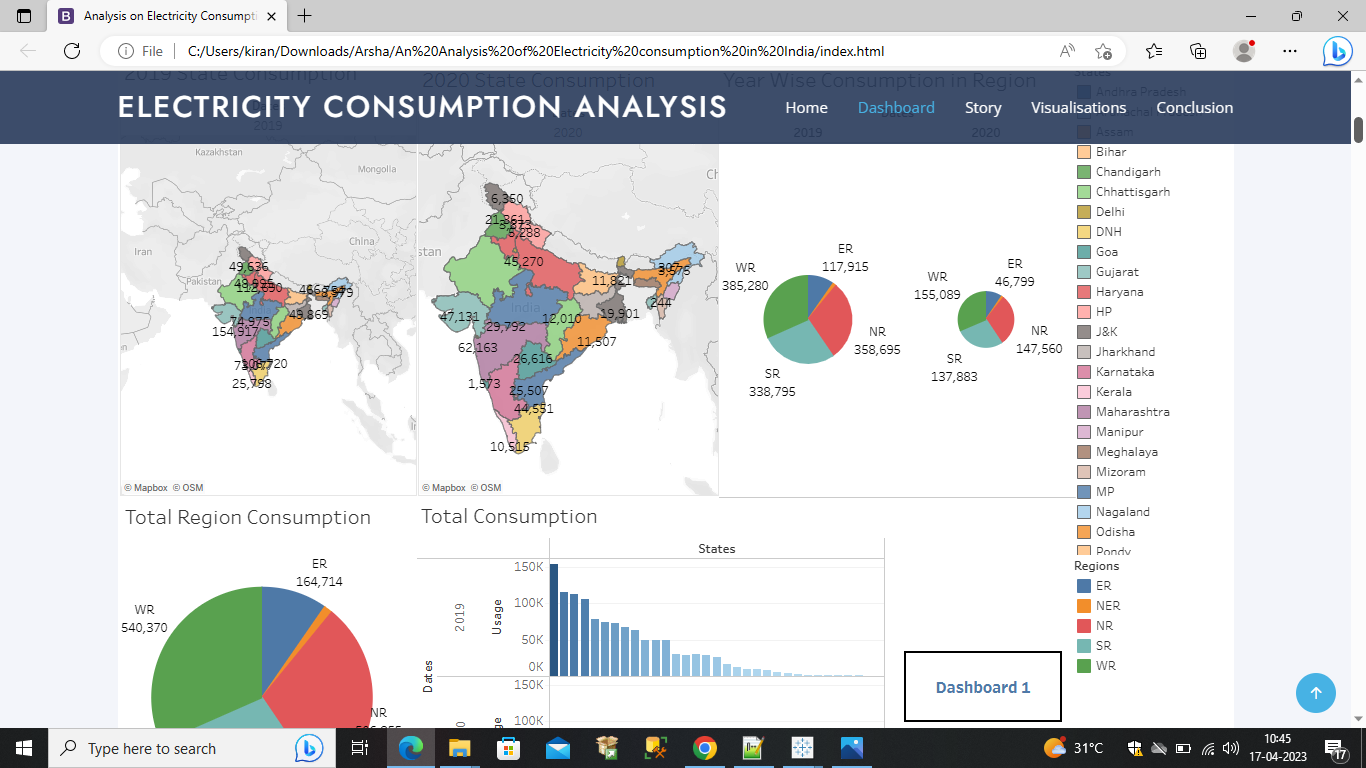 Analysis on Electricity Consumpti
File
C:/Users/kiran/Downloads/Arsha/An%20Analysis%20of%20Electricity%20consumption%20in%20India/index.html
2019 State Consumption
2020 State Consumption
Year Wise Consumption in Region
States
ELECTRICITY CONSUMPTION ANALYSIS
Home
Dashboard
Story
Visualisations
Conclusion
Andhra Pradesh
Assam
2020
2019
2020
Bihar
Chandigarh
Chhattisgarh
Delhi
DNH
Goa
Gujarat
Haryana
HP
J&K
Jharkhand
Karnataka
Kerala
Maharashtra
Manipur
Meghalaya
Mizoram
MP
Nagaland
Odisha
Pondy
Kazakhstan
Mongolia
China
Iran
Pakistan
49,636
49,869
74,975
154,917
25,798
© Mapbox © OSM
stan
Ch
India
6,350
21,361
5,288
45,270
11,821
244
19,901
47,131
12,010
29,792
11,507
62,163
26,616
1,573
25,507
44,551
10,515
© Mapbox © OSM
ER
117,915
WR
385,280
NR
358,695
SR
338,795
ER
46,799
WR
155,089
NR
147,560
SR
137,883
Total Region Consumption
ER
164,714
WR
540,370
NR
Total Consumption
States
Dates
2019
Usage
150K
100K
50K
0K
150K
100K
Dashboard 1
Regions
ER
NER
NR
SR
WR
Type here to search
31°C
10:45
17-04-2023
17